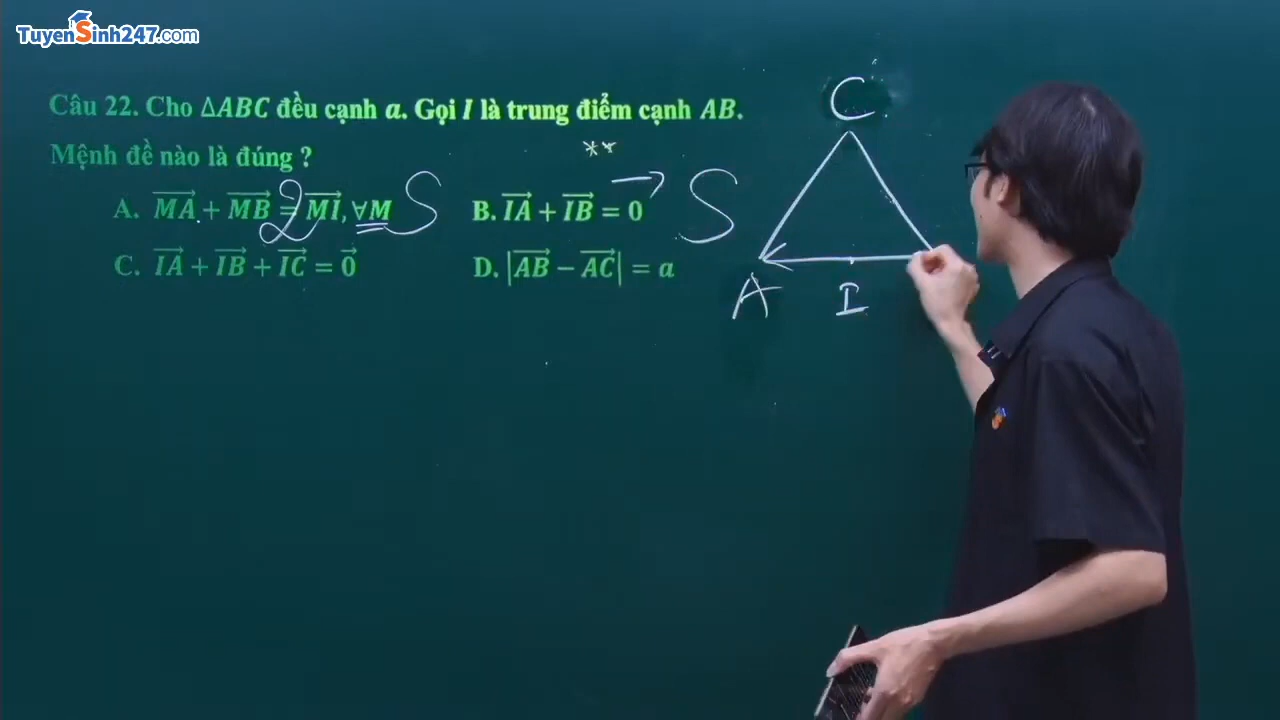 TuyenSinh247.com
Câu 22. Cho ΔABC đều cạnh a. Gọi I là trung điểm cạnh AB.
Mệnh đề nào là đúng ?
A. \overrightarrow{MA} + \overrightarrow{MB} = 2\overrightarrow{MI}, ∀M S B. \overrightarrow{IA} + \overrightarrow{IB} = 0 S
C. \overrightarrow{IA} + \overrightarrow{IB} + \overrightarrow{IC} = \vec{0} D. |\overrightarrow{AB} − \overrightarrow{AC}| = a
C
A I